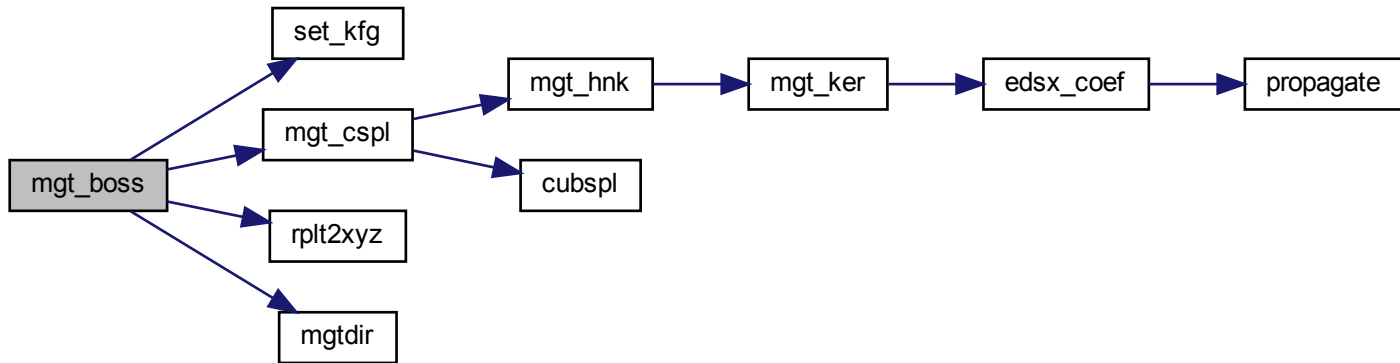 set_kfg
mgt_hnk
mgt_ker
edsx_coef
propagate
mgt_cspl
mgt_boss
cubspl
rplt2xyz
mgtdir